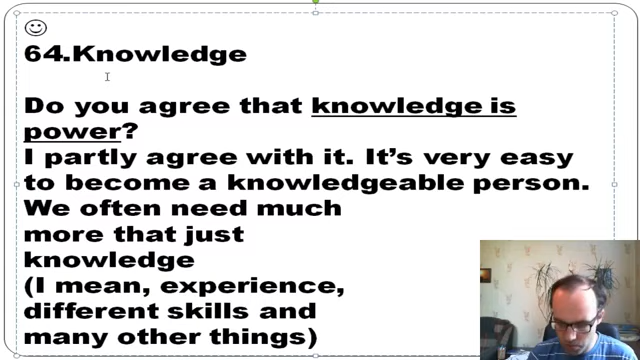 64.Knowledge
Do you agree that knowledge is
power?
I partly agree with it. It’s very easy
to become a knowledgeable person.
We often need much
more that just
knowledge
(I mean, experience,
different skills and
many other things)